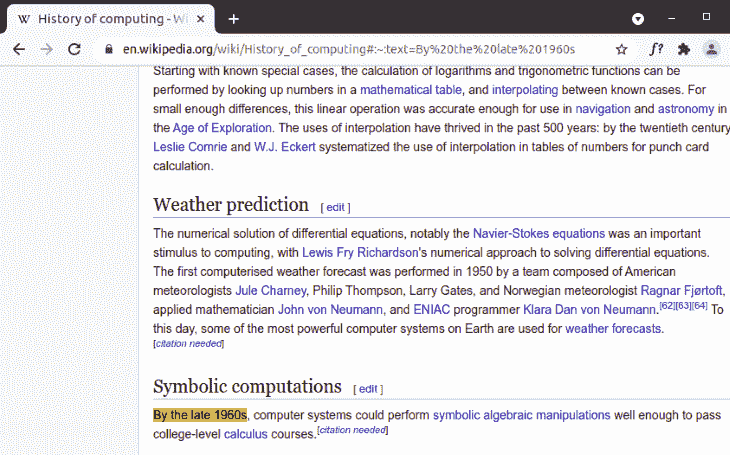 History of computing - Wi
en.wikipedia.org/wiki/History_of_computing#:~:text=By%20the%20late%201960s
f?
Starting with known special cases, the calculation of logarithms and trigonometric functions can be
performed by looking up numbers in a mathematical table, and interpolating between known cases. For
small enough differences, this linear operation was accurate enough for use in navigation and astronomy in
the Age of Exploration. The uses of interpolation have thrived in the past 500 years: by the twentieth century
Leslie Comrie and W.J. Eckert systematized the use of interpolation in tables of numbers for punch card
calculation.
Weather prediction [ edit ]
The numerical solution of differential equations, notably the Navier-Stokes equations was an important
stimulus to computing, with Lewis Fry Richardson's numerical approach to solving differential equations.
The first computerised weather forecast was performed in 1950 by a team composed of American
meteorologists Jule Charney, Philip Thompson, Larry Gates, and Norwegian meteorologist Ragnar Fjørtoft,
applied mathematician John von Neumann, and ENIAC programmer Klara Dan von Neumann.[62][63][64] To
this day, some of the most powerful computer systems on Earth are used for weather forecasts.
[citation needed]
Symbolic computations [ edit ]
By the late 1960s, computer systems could perform symbolic algebraic manipulations well enough to pass
college-level calculus courses.[citation needed]